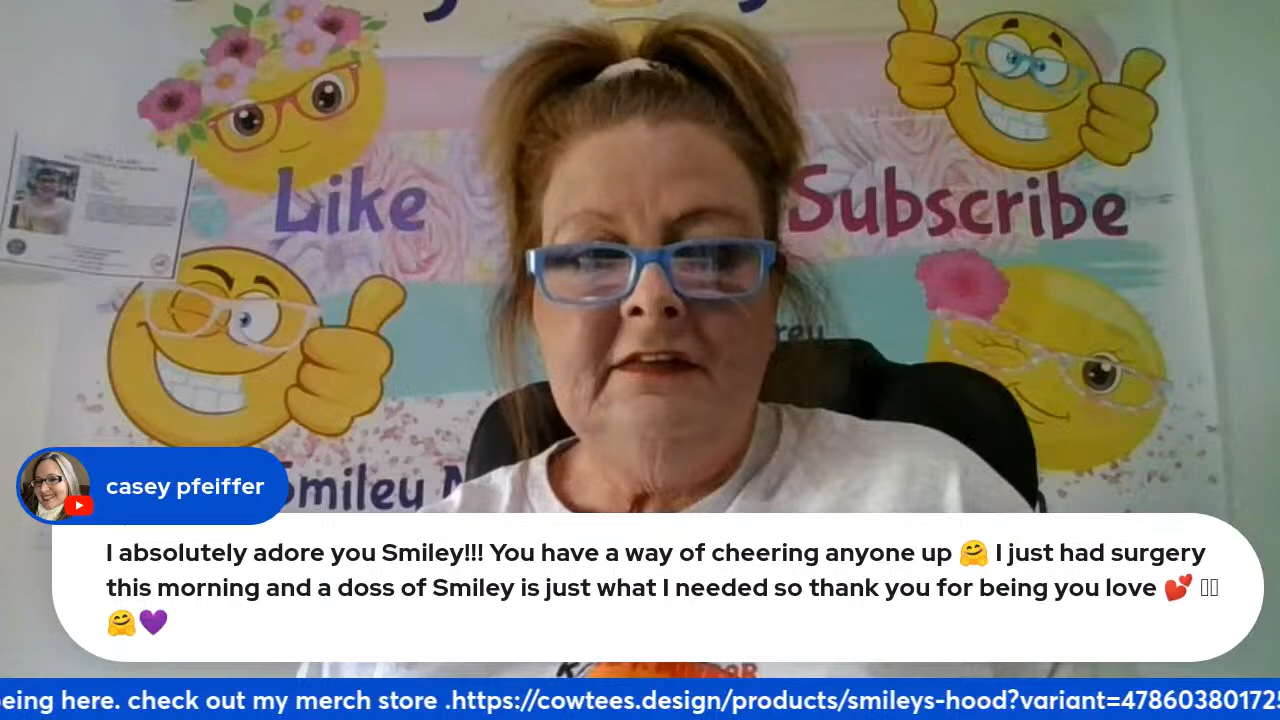 Like
Subscribe
Smiley
casey pfeiffer
I absolutely adore you Smiley!!! You have a way of cheering anyone up 🤗 I just had surgery
this morning and a doss of Smiley is just what I needed so thank you for being you love 💕
🤗💜
eing here. check out my merch store .https://cowtees.design/products/smileys-hood?variant=478603801725